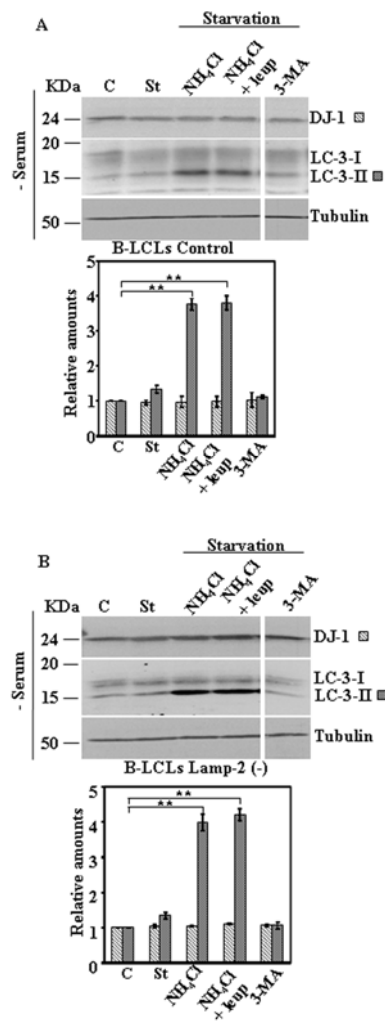 A
Starvation
KDa
C
St
NH4Cl
NH4Cl + leup
3-MA
- Serum
24
DJ-1
20
LC-3-I
15
LC-3-II
50
Tubulin
B-LCLs Control
Relative amounts
5
4
2
1
0
**
**
C
St
NH4Cl
NH4Cl + leup
3-MA
B
Starvation
KDa
C
St
NH4Cl
NH4Cl + leup
3-MA
- Serum
24
DJ-1
20
LC-3-I
15
LC-3-II
50
Tubulin
B-LCLs Lamp-2 (-)
Relative amounts
5
4
2
1
0
**
**
C
St
NH4Cl
NH4Cl + leup
3-MA